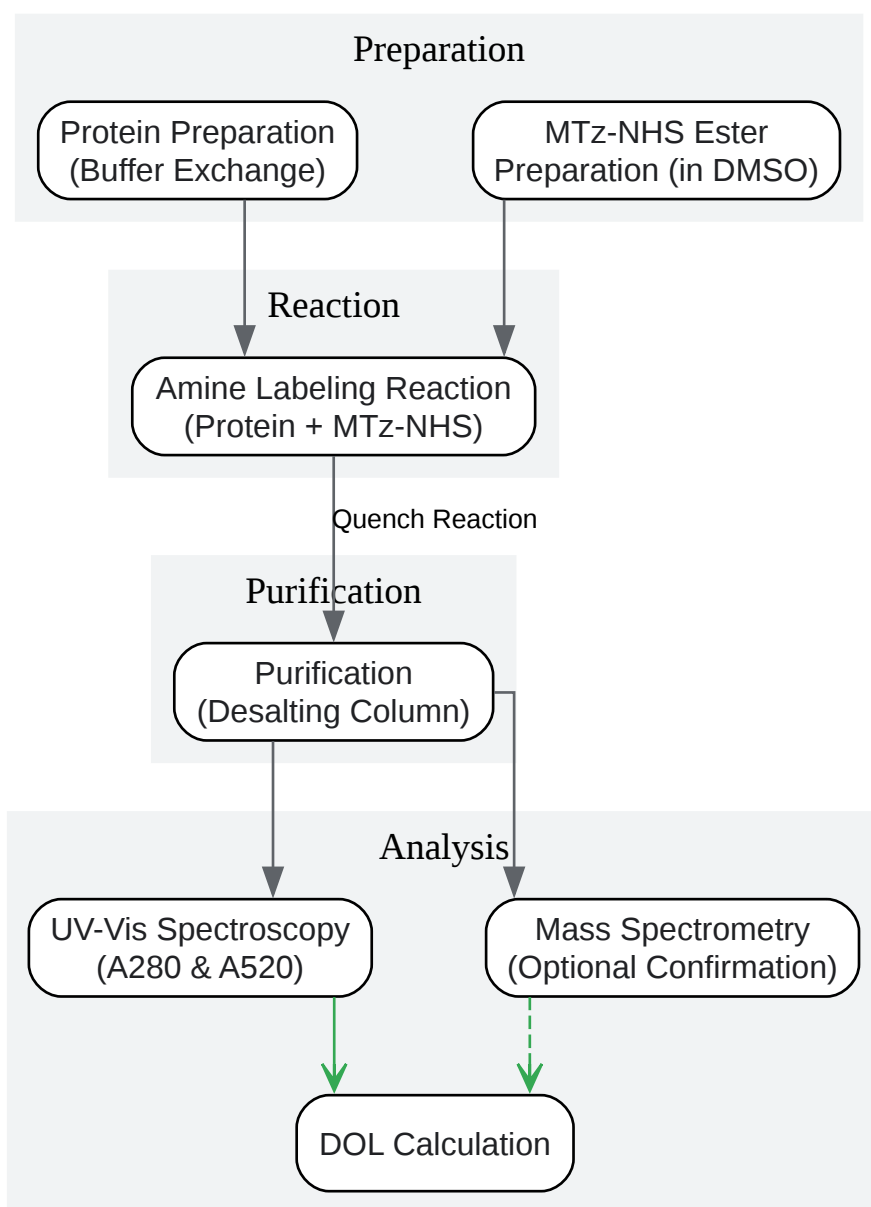 Preparation
Protein Preparation
(Buffer Exchange)
MTz-NHS Ester
Preparation (in DMSO)
Reaction
Amine Labeling Reaction
(Protein + MTz-NHS)
Quench Reaction
Purification
Purification
(Desalting Column)
Analysis
UV-Vis Spectroscopy
(A280 & A520)
Mass Spectrometry
(Optional Confirmation)
DOL Calculation